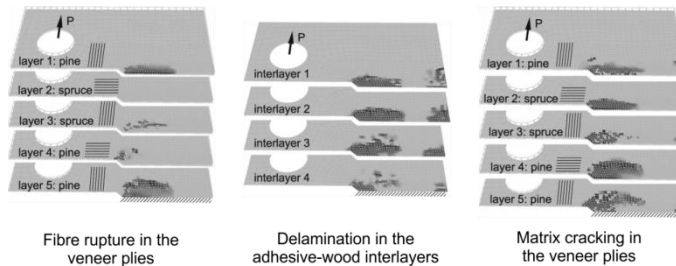 P
layer 1: pine
layer 2: spruce
layer 3: spruce
layer 4: pine
layer 5: pine
Fibre rupture in the
veneer plies
P
interlayer 1
interlayer 2
interlayer 3
interlayer 4
Delamination in the
adhesive-wood interlayers
P
layer 1: pine
layer 2: spruce
layer 3: spruce
layer 4: pine
layer 5: pine
Matrix cracking in
the veneer plies